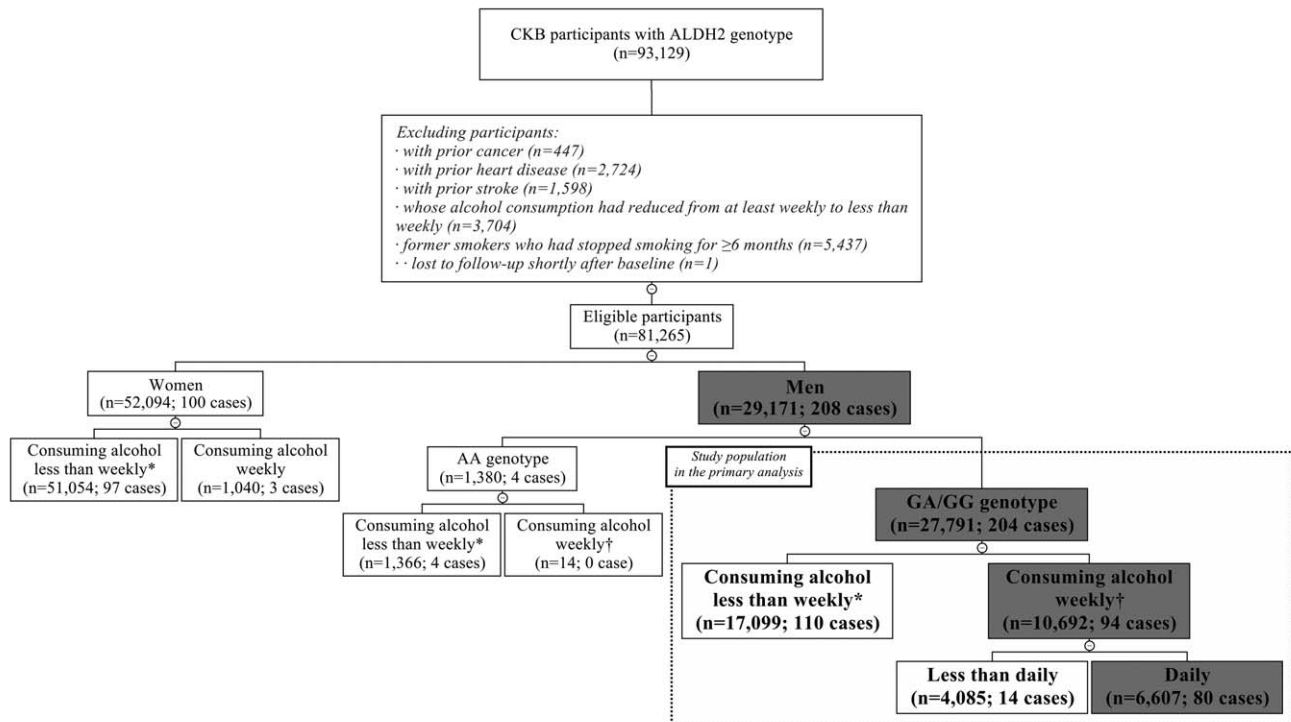 CKB participants with ALDH2 genotype
(n=93,129)
Excluding participants:
· with prior cancer (n=447)
· with prior heart disease (n=2,724)
· with prior stroke (n=1,598)
· whose alcohol consumption had reduced from at least weekly to less than
weekly (n=3,704)
· former smokers who had stopped smoking for ≥6 months (n=5,437)
· · lost to follow-up shortly after baseline (n=1)
Eligible participants
(n=81,265)
Women
(n=52,094; 100 cases)
Men
(n=29,171; 208 cases)
Consuming alcohol
less than weekly*
(n=51,054; 97 cases)
Consuming alcohol
weekly
(n=1,040; 3 cases)
AA genotype
(n=1,380; 4 cases)
Study population
in the primary analysis
GA/GG genotype
(n=27,791; 204 cases)
Consuming alcohol
less than weekly*
(n=1,366; 4 cases)
Consuming alcohol
weekly†
(n=14; 0 case)
Consuming alcohol
less than weekly*
(n=17,099; 110 cases)
Consuming alcohol
weekly†
(n=10,692; 94 cases)
Less than daily
(n=4,085; 14 cases)
Daily
(n=6,607; 80 cases)